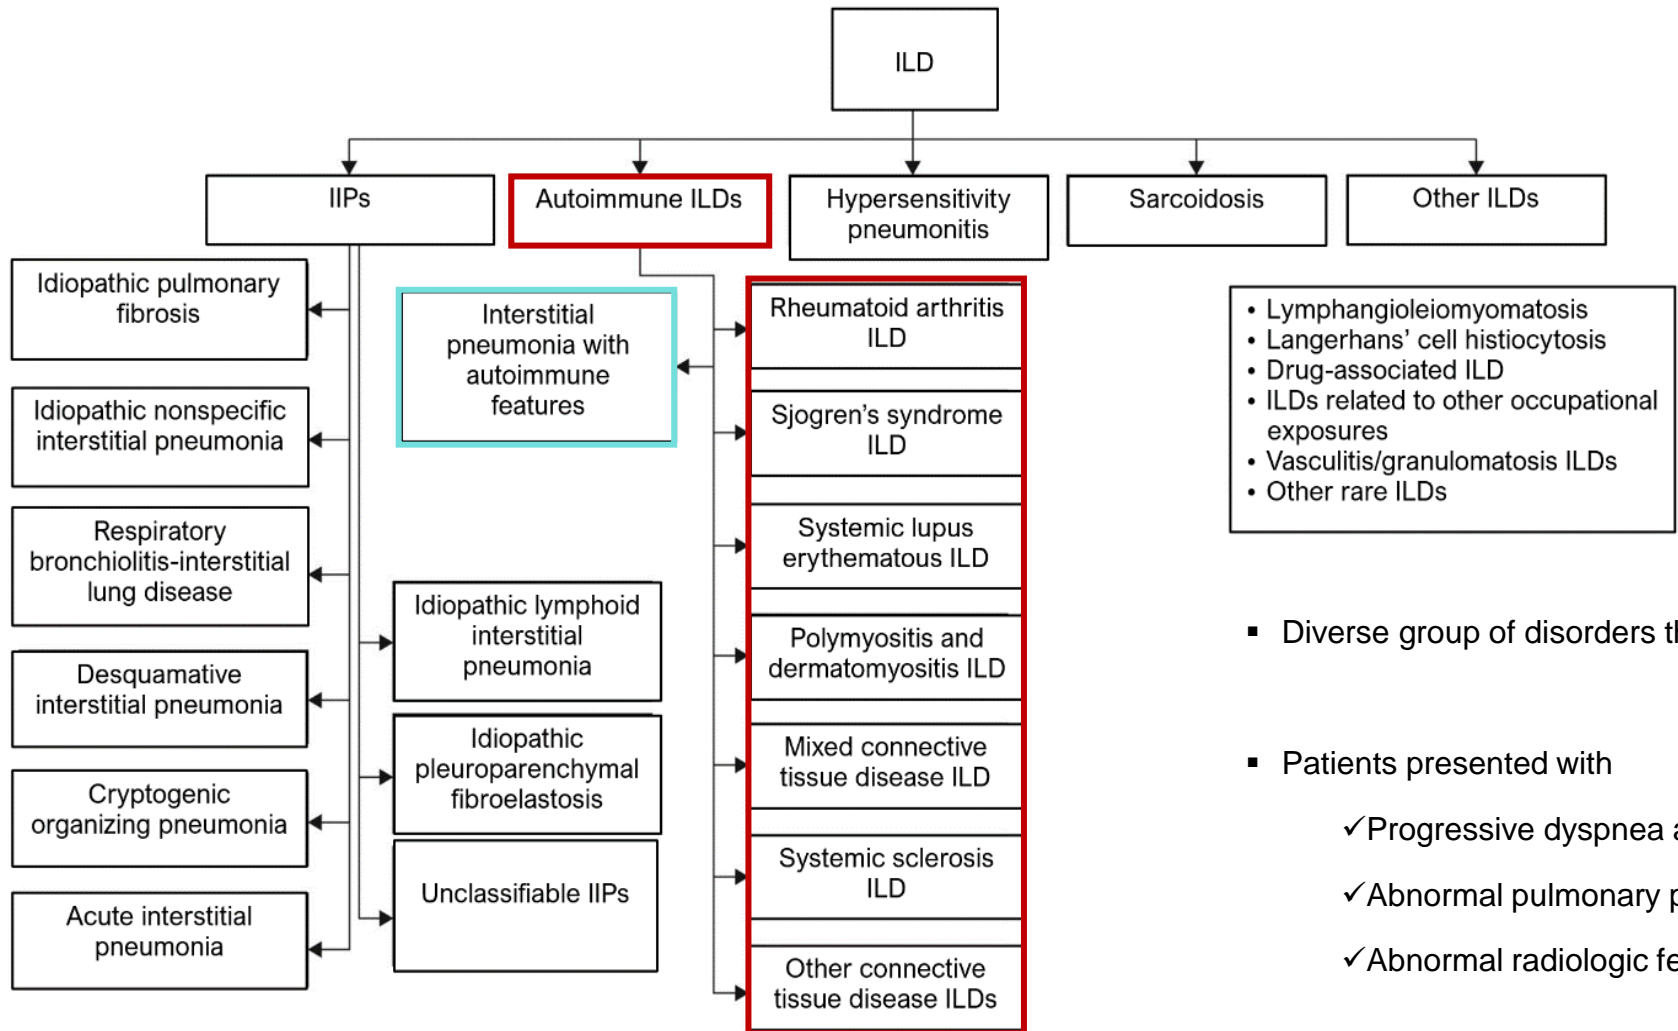 ILD
IIPs
Autoimmune ILDs
Hypersensitivity
pneumonitis
Sarcoidosis
Other ILDs
Idiopathic pulmonary
fibrosis
Idiopathic nonspecific
interstitial pneumonia
Respiratory
bronchiolitis-interstitial
lung disease
Desquamative
interstitial pneumonia
Cryptogenic
organizing pneumonia
Acute interstitial
pneumonia
Idiopathic lymphoid
interstitial
pneumonia
Idiopathic
pleuroparenchymal
fibroelastosis
Unclassifiable IIPs
Interstitial
pneumonia with
autoimmune
features
Rheumatoid arthritis
ILD
Sjogren's syndrome
ILD
Systemic lupus
erythematous ILD
Polymyositis and
dermatomyositis ILD
Mixed connective
tissue disease ILD
Systemic sclerosis
ILD
Other connective
tissue disease ILDs
• Lymphangioleiomyomatosis
• Langerhans' cell histiocytosis
• Drug-associated ILD
• ILDs related to other occupational
exposures
• Vasculitis/granulomatosis ILDs
• Other rare ILDs
▪ Diverse group of disorders
▪ Patients presented with
✓Progressive dyspnea
✓Abnormal pulmonary
✓Abnormal radiologic